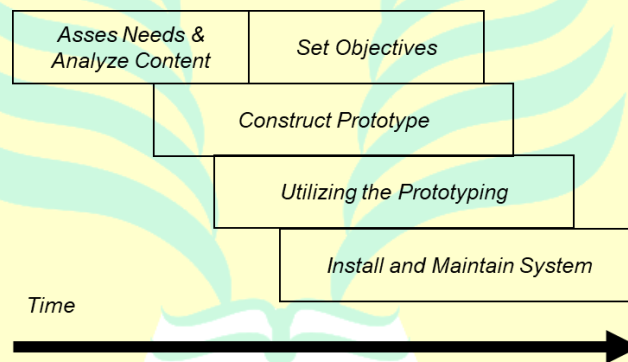 Asses Needs &
Analyze Content
Set Objectives
Construct Prototype
Utilizing the Prototyping
Install and Maintain System
Time